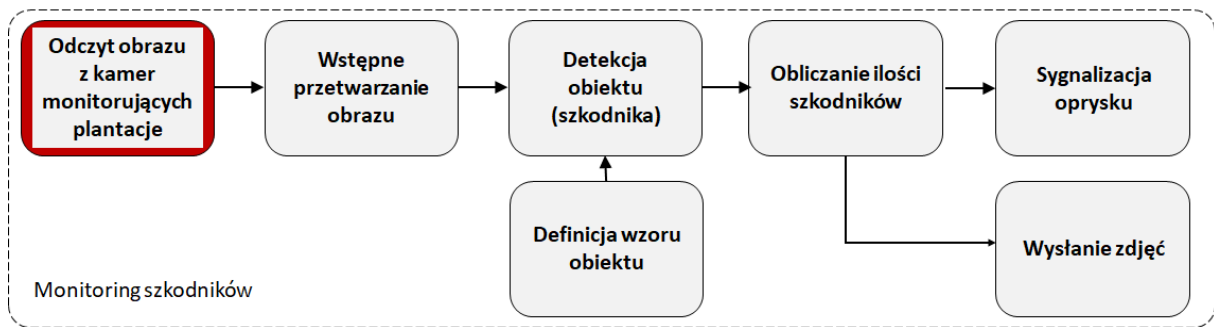 Odczyt obrazu
z kamer
monitorujących
plantacje
Wstępne
przetwarzanie
obrazu
Detekcja
obiektu
(szkodnika)
Obliczanie ilości
szkodników
Sygnalizacja
oprysku
Definicja wzoru
obiektu
Wysłanie zdjęć
Monitoring szkodników